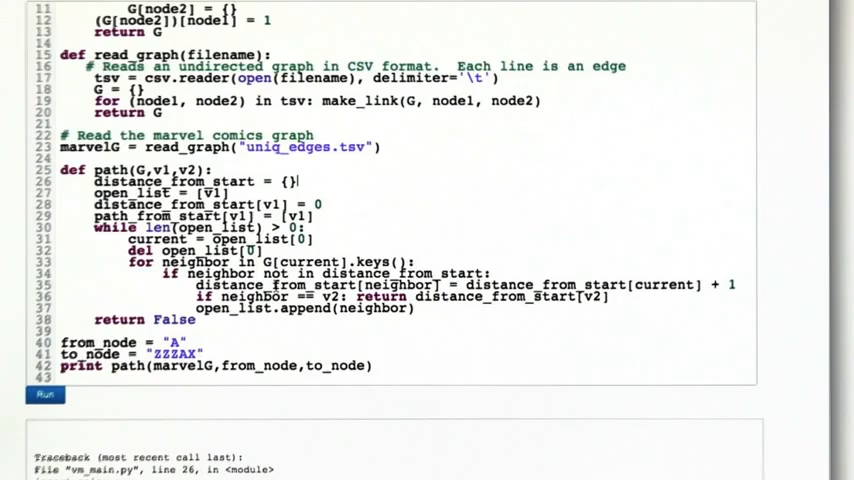 11 G[node2] = {}
12 (G[node2])[node1] = 1
13 return G
14
15 def read_graph(filename):
16 # Reads an undirected graph in CSV format. Each line is an edge
17 tsv = csv.reader(open(filename), delimiter='\t')
18 G = {}
19 for (node1, node2) in tsv: make_link(G, node1, node2)
20 return G
21
22 # Read the marvel comics graph
23 marvelG = read_graph("uniq_edges.tsv")
24
25 def path(G,v1,v2):
26 distance_from_start = {}
27 open_list = [v1]
28 distance_from_start[v1] = 0
29 path_from_start[v1] = [v1]
30 while len(open_list) > 0:
31 current = open_list[0]
32 del open_list[0]
33 for neighbor in G[current].keys():
34 if neighbor not in distance_from_start:
35 distance_from_start[neighbor] = distance_from_start[current] + 1
36 if neighbor == v2: return distance_from_start[v2]
37 open_list.append(neighbor)
38 return False
39
40 from_node = "A"
41 to_node = "ZZZAX"
42 print path(marvelG,from_node,to_node)
43
Run
Traceback (most recent call last):
File "vm_main.py", line 26, in <module>